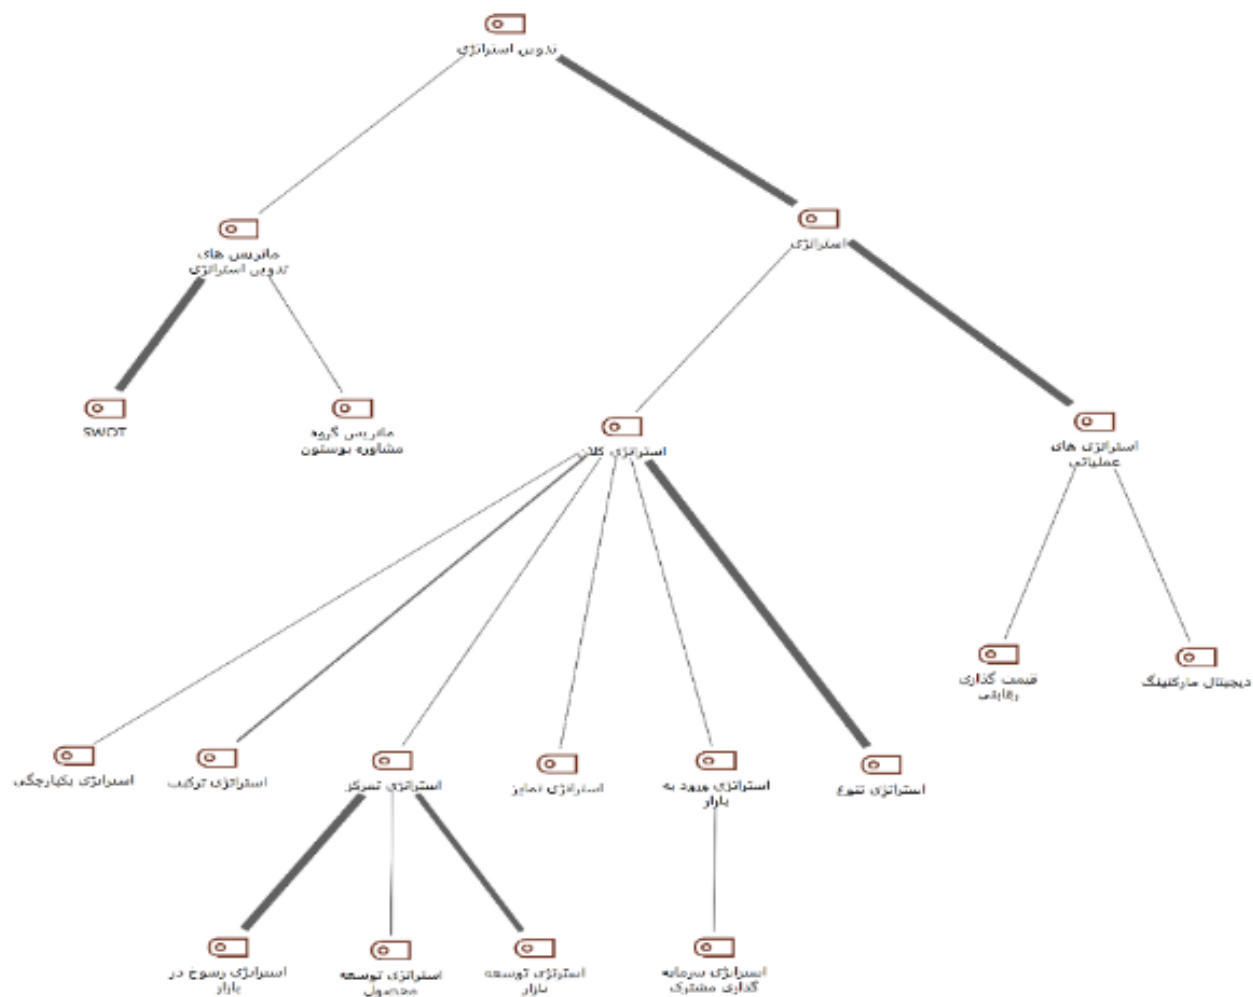 تدوین استراتژی
ماتریس های
تدوین استراتژی
استراتژی
SWOT
ماتریس گروه
مشاوره بوستون
استراتژی کلان
استراتژی های
عملیاتی
قیمت گذاری
رقابتی
دیجیتال مارکتینگ
استراتژی یکپارچگی
استراتژی ترکیب
استراتژی تمرکز
استراتژی تمایز
استراتژی ورود به
بازار
استراتژی تنوع
استراتژی رسوخ در
بازار
استراتژی توسعه
محصول
استرتژی توسعه
بازار
استراتژی سرمایه
گذاری مشترک